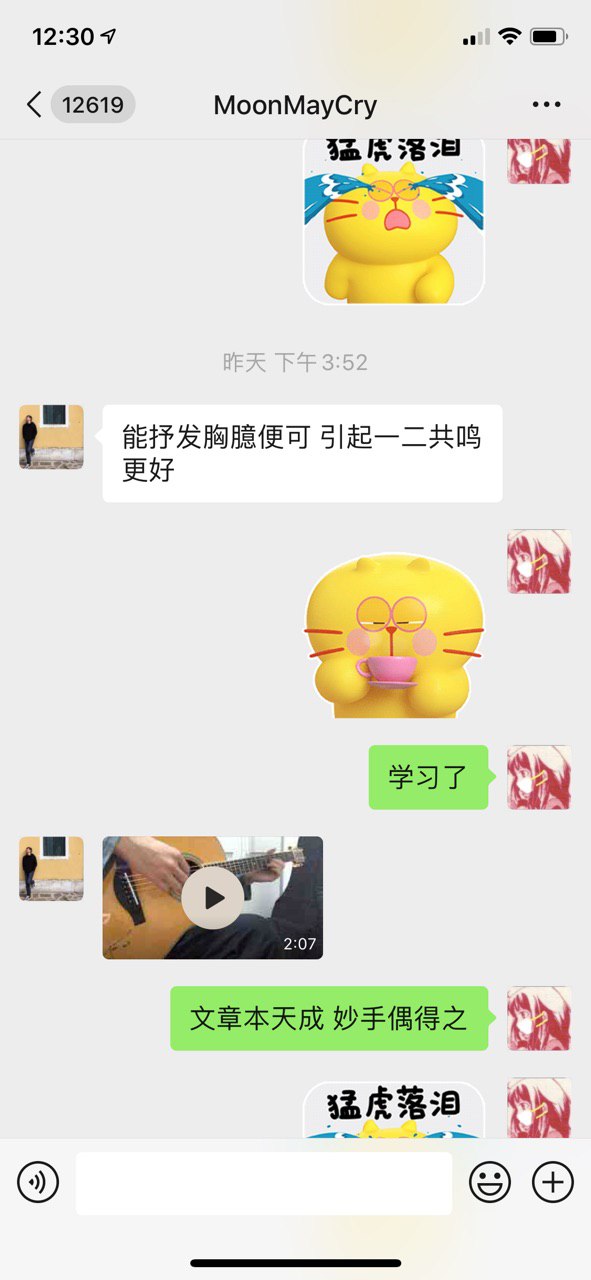 12:30
12619
MoonMayCry
猛虎落泪
昨天 下午3:52
能抒发胸臆便可 引起一二共鸣
更好
学习了
2:07
文章本天成 妙手偶得之
猛虎落泪